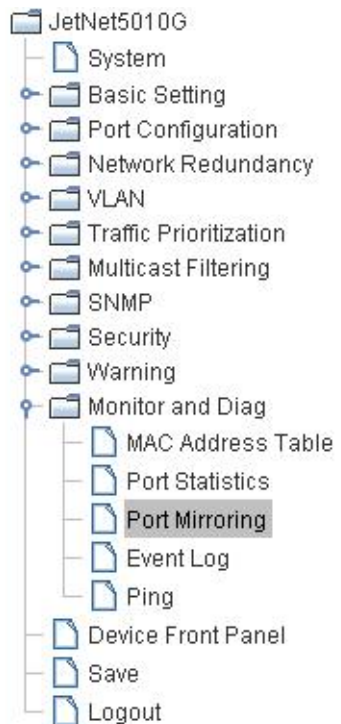 JetNet5010G
System
Basic Setting
Port Configuration
Network Redundancy
VLAN
Traffic Prioritization
Multicast Filtering
SNMP
Security
Warning
Monitor and Diag
MAC Address Table
Port Statistics
Port Mirroring
Event Log
Ping
Device Front Panel
Save
Logout